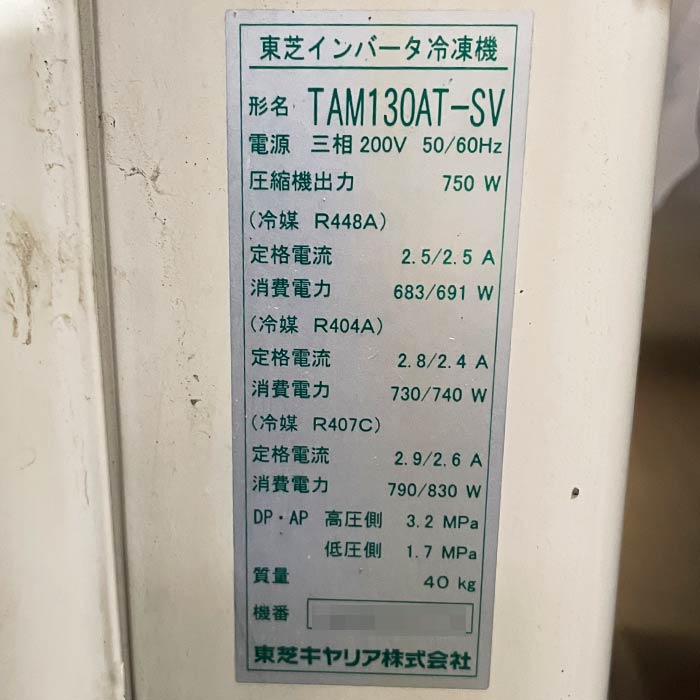 東芝インバータ冷凍機
形名 TAM130AT-SV
電源 三相 200V 50/60Hz
圧縮機出力 750 W
(冷媒 R448A)
定格電流 2.5/2.5 A
消費電力 683/691 W
(冷媒 R404A)
定格電流 2.8/2.4 A
消費電力 730/740 W
(冷媒 R407C)
定格電流 2.9/2.6 A
消費電力 790/830 W
DP・AP 高圧側 3.2 MPa
低圧側 1.7 MPa
質量 40 kg
機番
東芝キヤリア株式会社